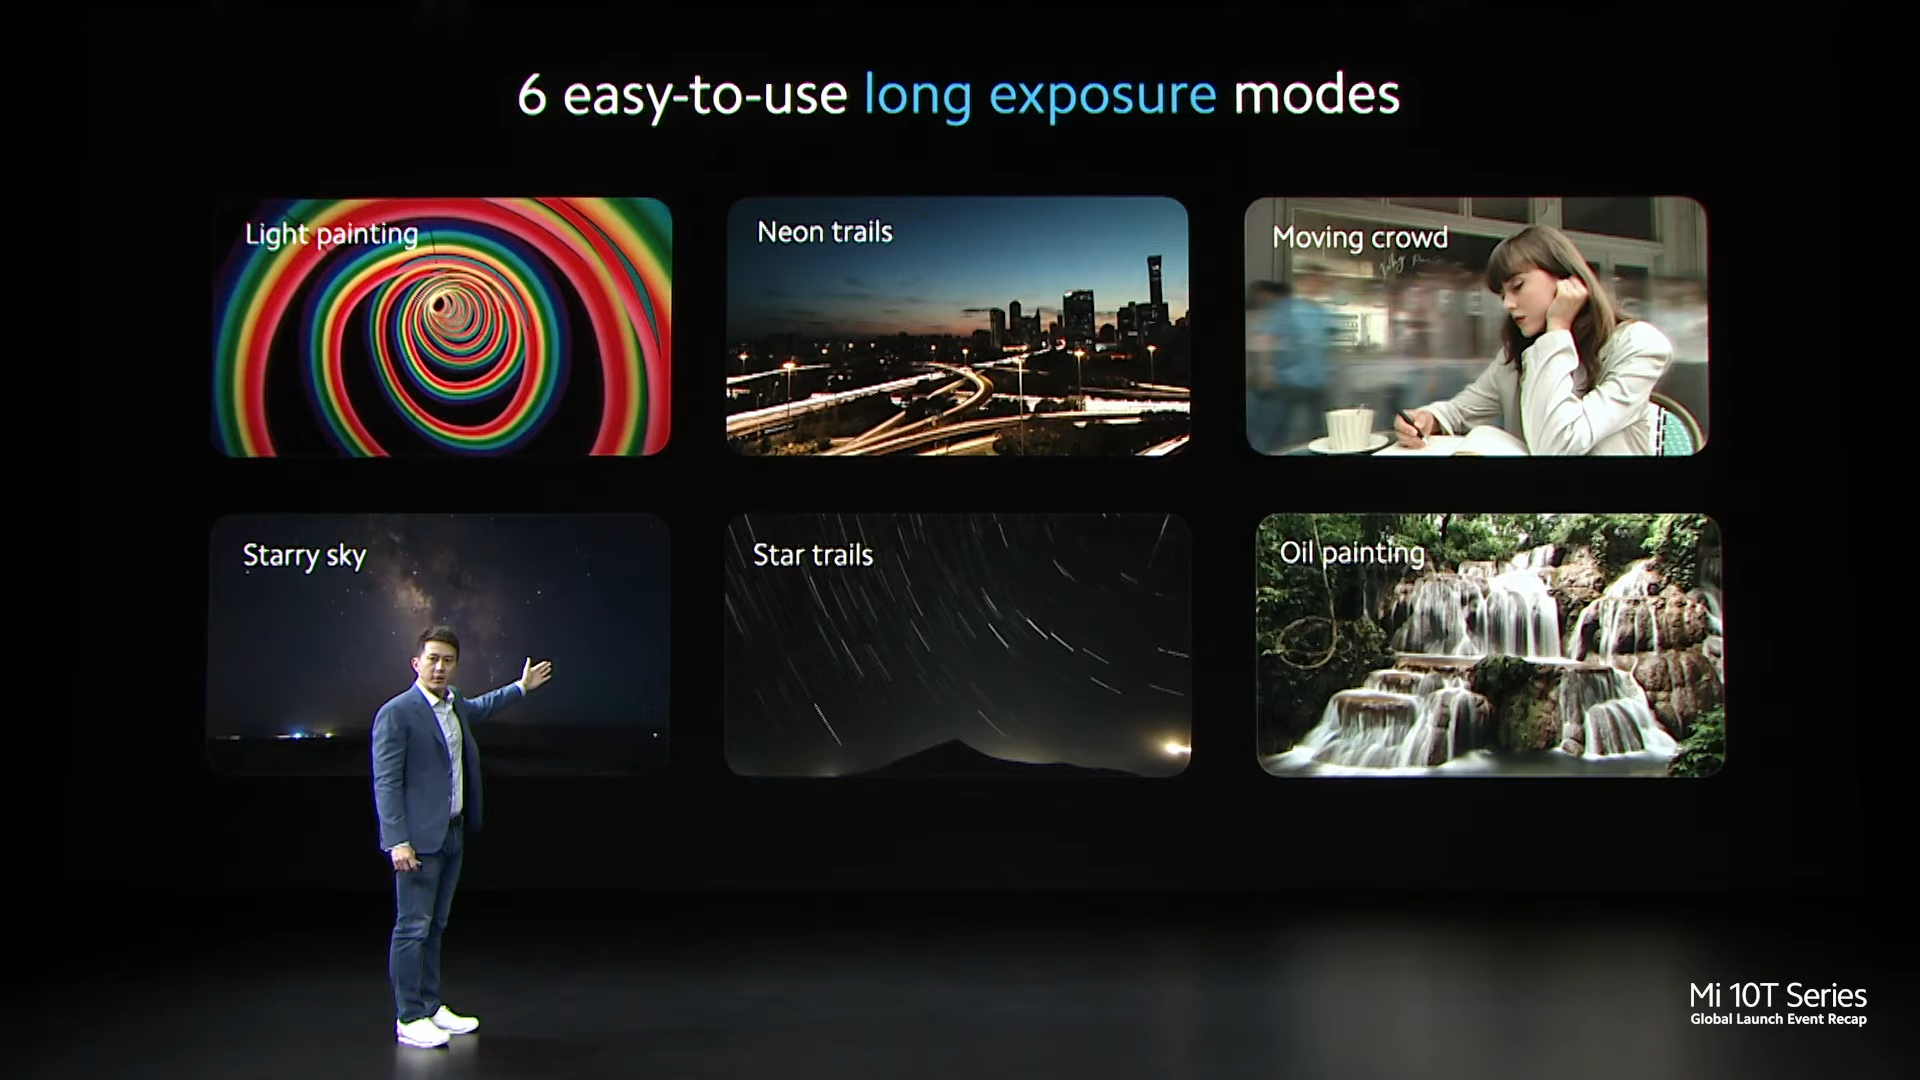 6 easy-to-use long exposure modes
Light painting
Neon trails
Moving crowd
Starry sky
Star trails
Oil painting
Mi 10T Series
Global Launch Event Recap